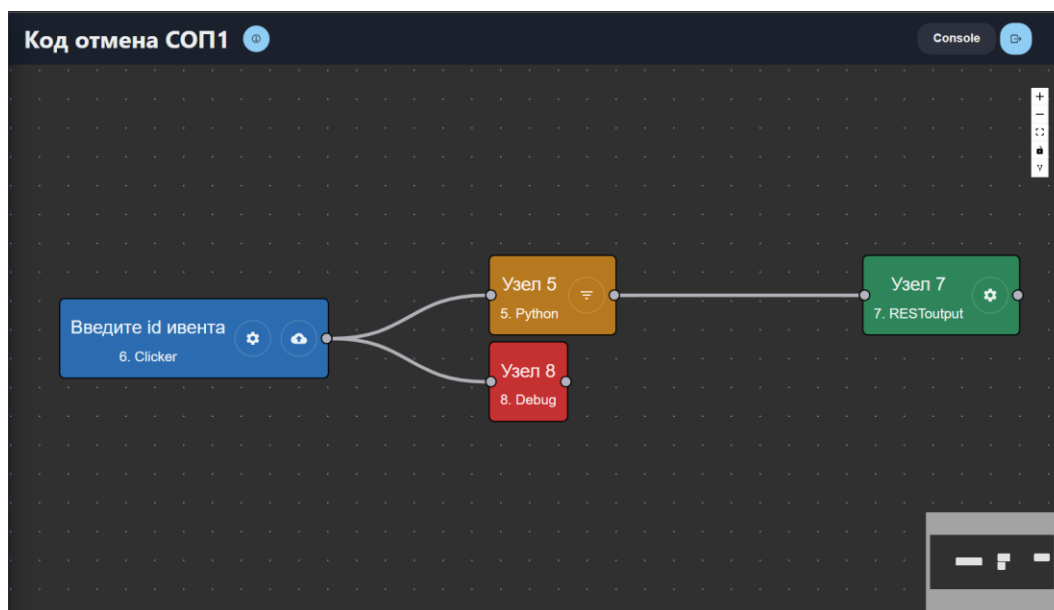 Код отмена СОП1
Console
Введите id ивента
6. Clicker
Узел 5
5. Python
Узел 8
8. Debug
Узел 7
7. RESToutput